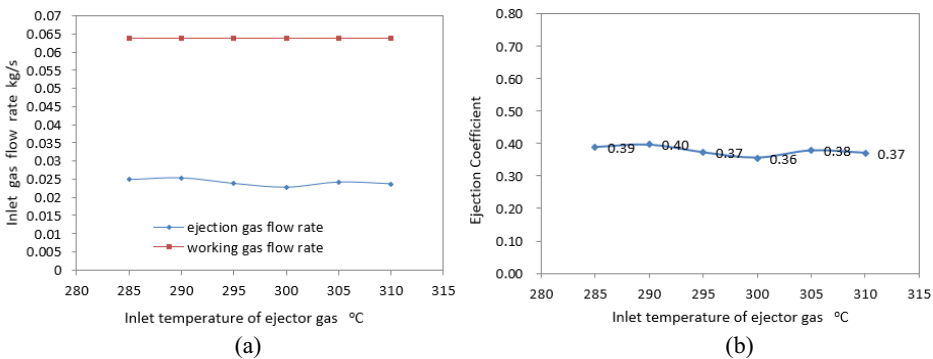 0.07
0.065
0.06
0.055
0.05
0.045
0.04
0.035
0.03
0.025
0.02
0.015
0.01
0.005
0
280 285 290 295 300 305 310 315
Inlet gas flow rate kg/s
ejection gas flow rate
working gas flow rate
Inlet temperature of ejector gas °C
(a)
0.80
0.70
0.60
0.50
0.40
0.30
0.20
0.10
0.00
280 285 290 295 300 305 310 315
Ejection Coefficient
0.39 0.40 0.37 0.36 0.38 0.37
Inlet temperature of ejector gas °C
(b)